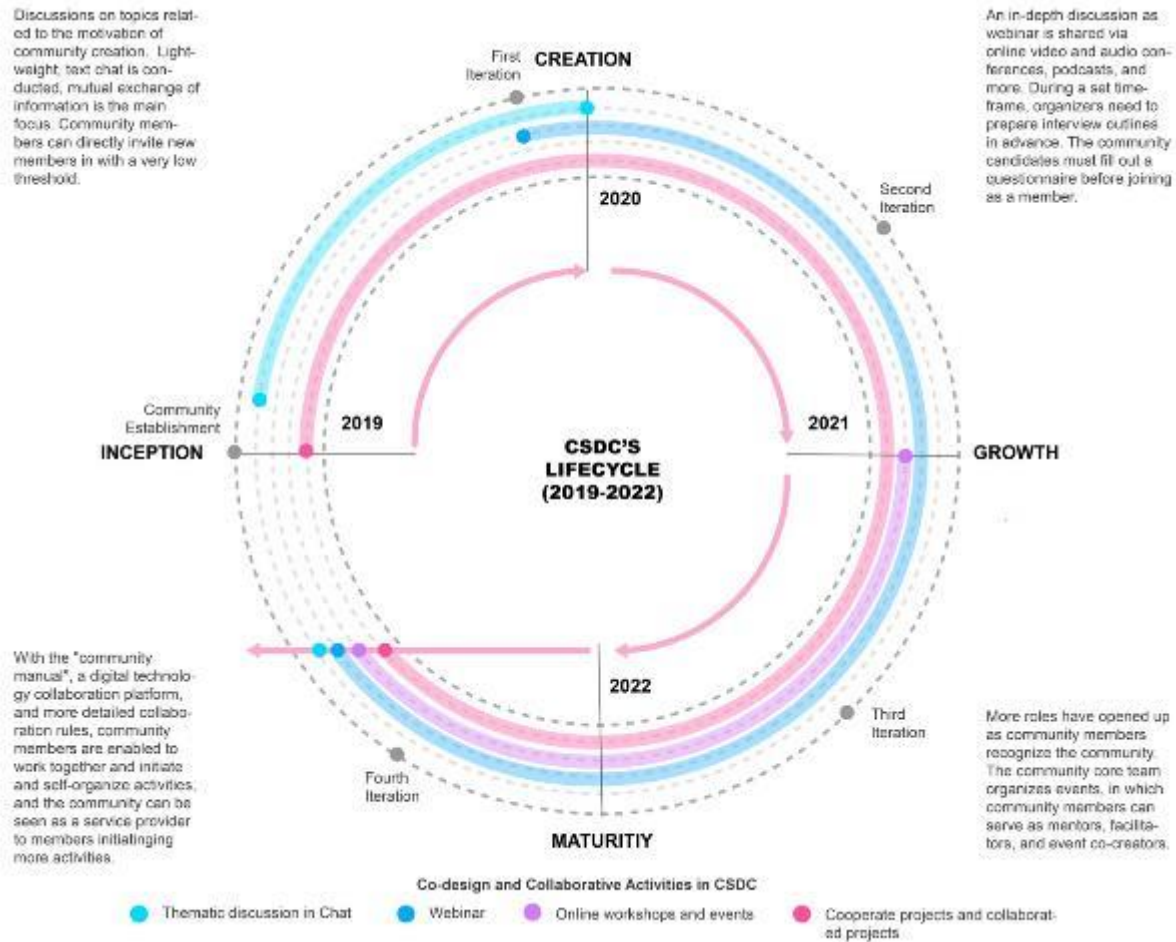 Discussions on topics relat-
ed to the motivation of
community creation. Light-
weight, text chat is con-
ducted, mutual exchange of
information is the main
focus. Community mem-
bers can directly invite new
members in with a very low
threshold.
An in-depth discussion as
webinar is shared via
online video and audio con-
ferences, podcasts, and
more. During a set time-
frame, organizers need to
prepare interview outlines
in advance. The community
candidates must fill out a
questionnaire before joining
as a member.
First
Iteration
CREATION
2020
Second
Iteration
Community
Establishment
INCEPTION
2019
CSDC'S
LIFECYCLE
(2019-2022)
2021
GROWTH
With the "community
manual", a digital technolo-
gy collaboration platform,
and more detailed collabo-
ration rules, community
members are enabled to
work together and initiate
and self-organize activities,
and the community can be
seen as a service provider
to members initiatinging
more activities.
2022
Third
Iteration
Fourth
Iteration
MATURITIY
More roles have opened up
as community members
recognize the community.
The community core team
organizes events, in which
community members can
serve as mentors, facilita-
tors, and event co-creators.
Co-design and Collaborative Activities in CSDC
Thematic discussion in Chat
Webinar
Online workshops and events
Cooperate projects and collaborat-
ed projects